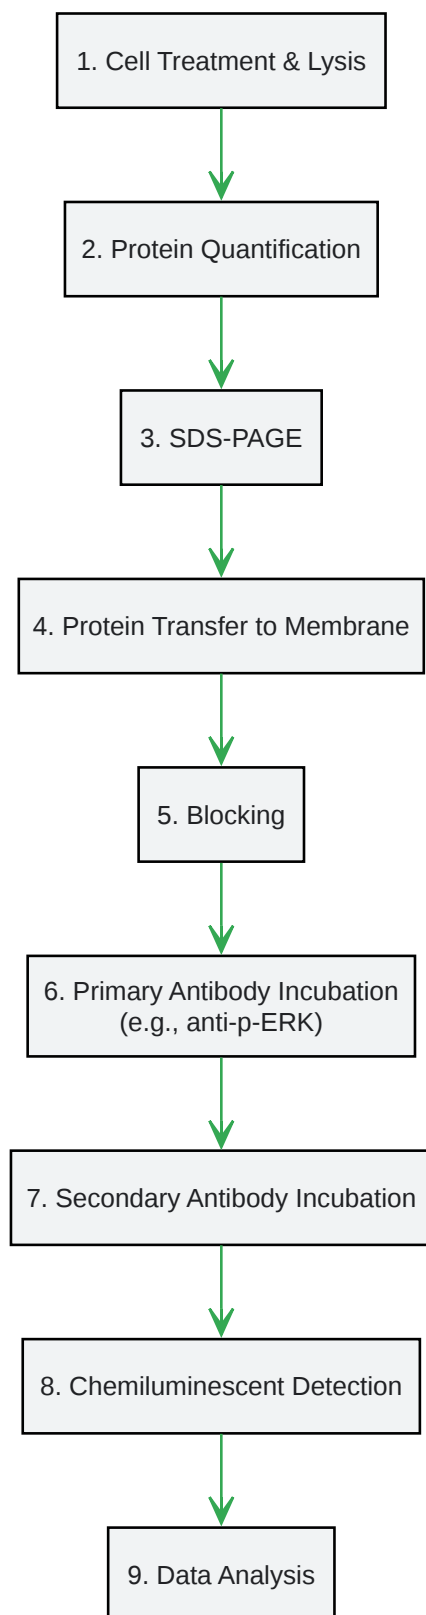 1. Cell Treatment & Lysis
2. Protein Quantification
3. SDS-PAGE
4. Protein Transfer to Membrane
5. Blocking
6. Primary Antibody Incubation
(e.g., anti-p-ERK)
7. Secondary Antibody Incubation
8. Chemiluminescent Detection
9. Data Analysis